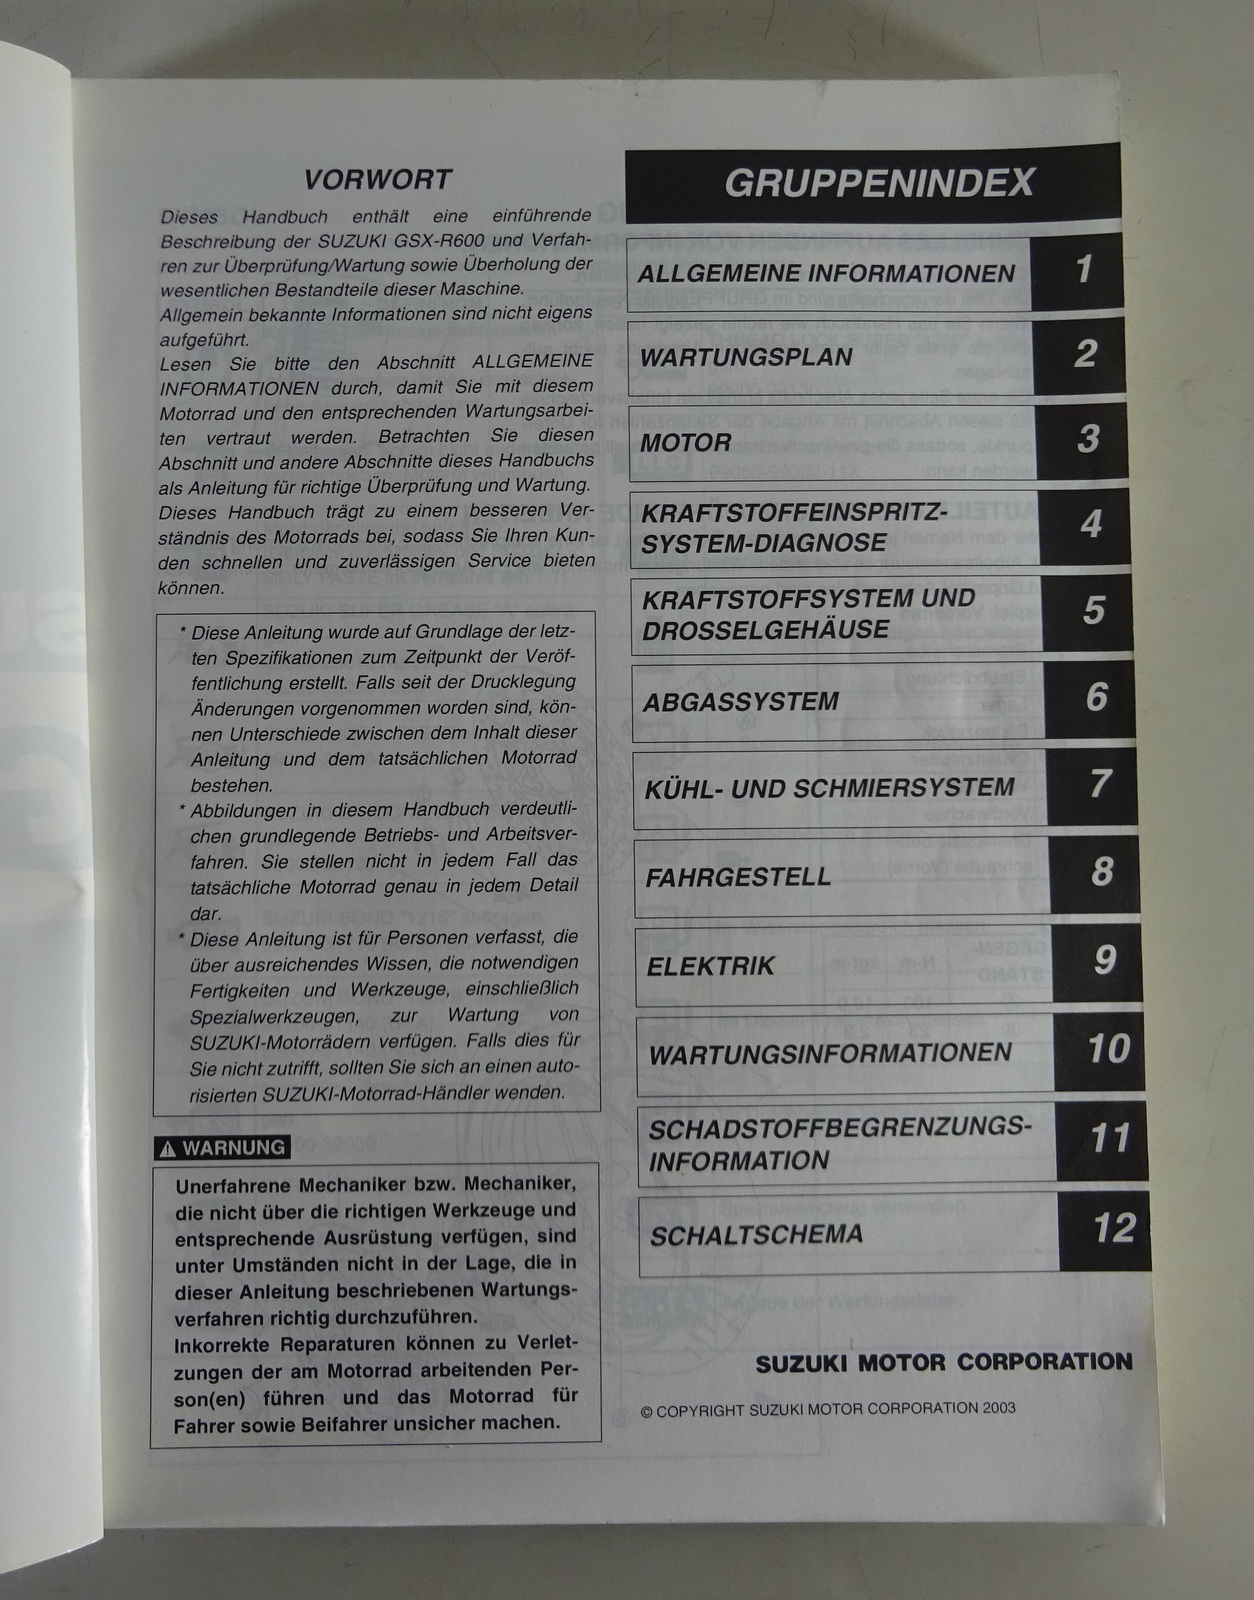 VORWORT
Dieses Handbuch enthält eine einführende
Beschreibung der SUZUKI GSX-R600 und Verfah-
ren zur Überprüfung/Wartung sowie Überholung der
wesentlichen Bestandteile dieser Maschine.
Allgemein bekannte Informationen sind nicht eigens
aufgeführt.
Lesen Sie bitte den Abschnitt ALLGEMEINE
INFORMATIONEN durch, damit Sie mit diesem
Motorrad und den entsprechenden Wartungsarbei-
ten vertraut werden. Betrachten Sie diesen
Abschnitt und andere Abschnitte dieses Handbuchs
als Anleitung für richtige Überprüfung und Wartung.
Dieses Handbuch trägt zu einem besseren Ver-
ständnis des Motorrads bei, sodass Sie Ihren Kun-
den schnellen und zuverlässigen Service bieten
können.
* Diese Anleitung wurde auf Grundlage der letz-
ten Spezifikationen zum Zeitpunkt der Veröf-
fentlichung erstellt. Falls seit der Drucklegung
Änderungen vorgenommen worden sind, kön-
nen Unterschiede zwischen dem Inhalt dieser
Anleitung und dem tatsächlichen Motorrad
bestehen.
* Abbildungen in diesem Handbuch verdeutli-
chen grundlegende Betriebs- und Arbeitsver-
fahren. Sie stellen nicht in jedem Fall das
tatsächliche Motorrad genau in jedem Detail
dar.
* Diese Anleitung ist für Personen verfasst, die
über ausreichendes Wissen, die notwendigen
Fertigkeiten und Werkzeuge, einschließlich
Spezialwerkzeugen, zur Wartung von
SUZUKI-Motorrädern verfügen. Falls dies für
Sie nicht zutrifft, sollten Sie sich an einen auto-
risierten SUZUKI-Motorrad-Händler wenden.
WARNUNG
Unerfahrene Mechaniker bzw. Mechaniker,
die nicht über die richtigen Werkzeuge und
entsprechende Ausrüstung verfügen, sind
unter Umständen nicht in der Lage, die in
dieser Anleitung beschriebenen Wartungs-
verfahren richtig durchzuführen.
Inkorrekte Reparaturen können zu Verlet-
zungen der am Motorrad arbeitenden Per-
son(en) führen und das Motorrad für
Fahrer sowie Beifahrer unsicher machen.
GRUPPENINDEX
ALLGEMEINE INFORMATIONEN 1
WARTUNGSPLAN 2
MOTOR 3
KRAFTSTOFFEINSPRITZ-
SYSTEM-DIAGNOSE 4
KRAFTSTOFFSYSTEM UND
DROSSELGEHÄUSE 5
ABGASSYSTEM 6
KÜHL- UND SCHMIERSYSTEM 7
FAHRGESTELL 8
ELEKTRIK 9
WARTUNGSINFORMATIONEN 10
SCHADSTOFFBEGRENZUNGS-
INFORMATION 11
SCHALTSCHEMA 12
SUZUKI MOTOR CORPORATION
© COPYRIGHT SUZUKI MOTOR CORPORATION 2003